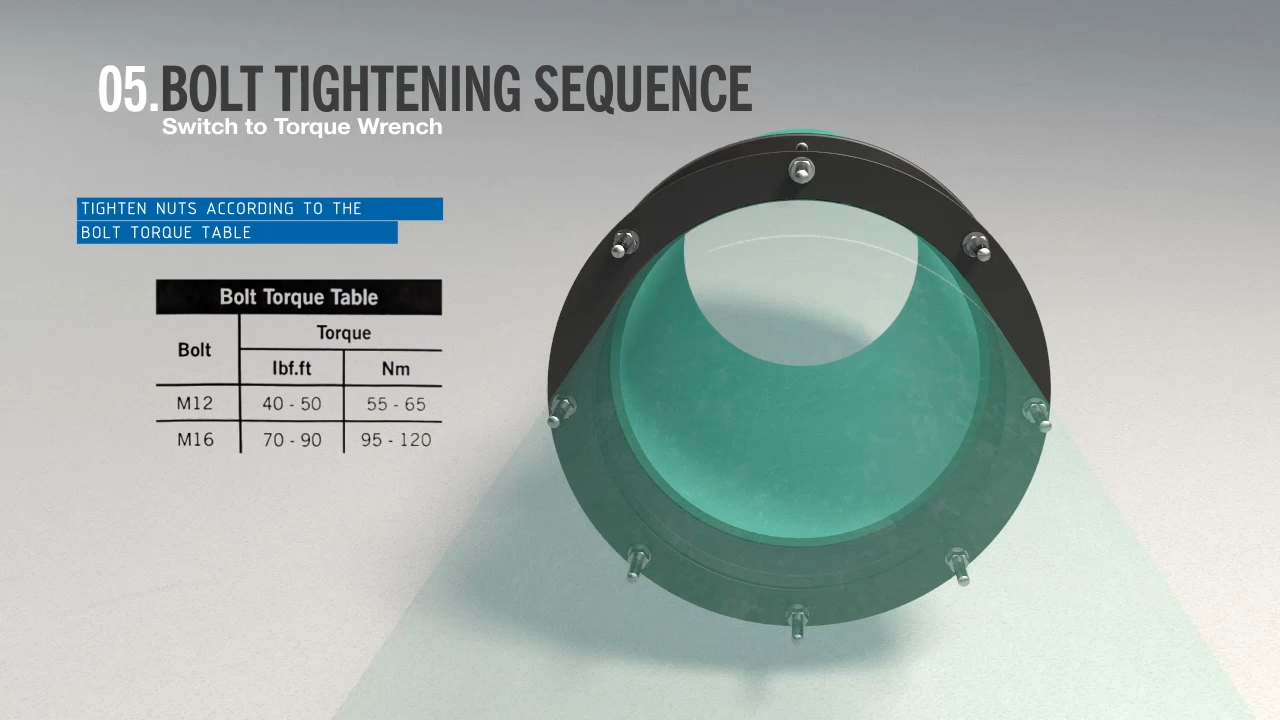 05.BOLT TIGHTENING SEQUENCE
Switch to Torque Wrench
TIGHTEN NUTS ACCORDING TO THE
BOLT TORQUE TABLE
Bolt Torque Table
Bolt
Torque
lbf.ft
Nm
M12
40 - 50
55 - 65
M16
70 - 90
95 - 120